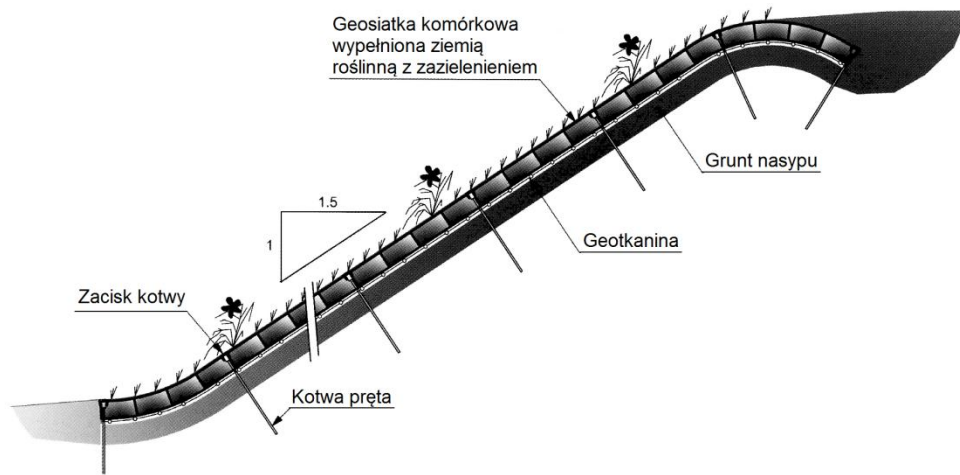 Geosiatka komórkowa
wypełniona ziemią
roślinną z zazielenieniem
Grunt nasypu
1.5
1
Geotkanina
Zacisk kotwy
Kotwa pręta